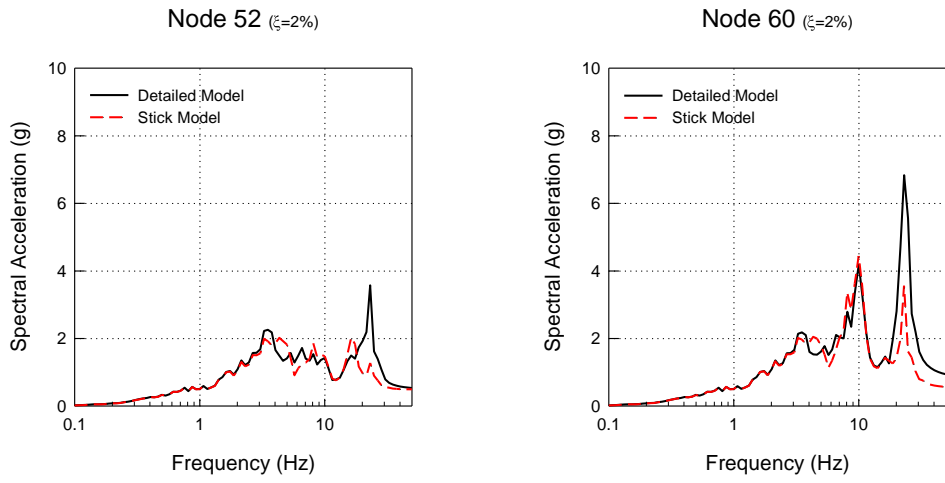 Node 52 (ξ=2%)
10
8
6
4
2
0
Spectral Acceleration (g)
Detailed Model
Stick Model
0.1
1
10
Frequency (Hz)
Node 60 (ξ=2%)
10
8
6
4
2
0
Spectral Acceleration (g)
Detailed Model
Stick Model
0.1
1
10
Frequency (Hz)